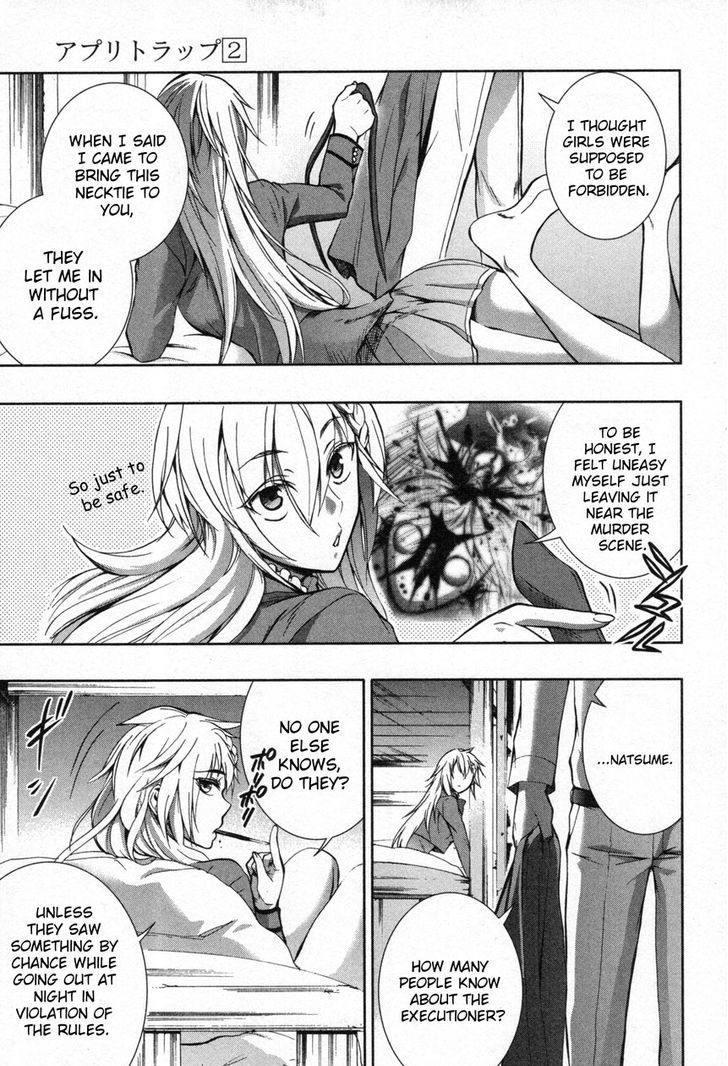 アプリトラップ2
I THOUGHT
GIRLS WERE
SUPPOSED
TO BE
FORBIDDEN.
WHEN I SAID
I CAME TO
BRING THIS
NECKTIE TO
YOU,
THEY
LET ME IN
WITHOUT
A FUSS.
TO BE
HONEST, I
FELT UNEASY
MYSELF JUST
LEAVING IT
NEAR THE
MURDER
SCENE.
So just to
be safe.
...NATSUME.
HOW MANY
PEOPLE KNOW
ABOUT THE
EXECUTIONER?
NO ONE
ELSE
KNOWS,
DO THEY?
ポリポリ
UNLESS
THEY SAW
SOMETHING BY
CHANCE WHILE
GOING OUT AT
NIGHT IN
VIOLATION
OF THE RULES.